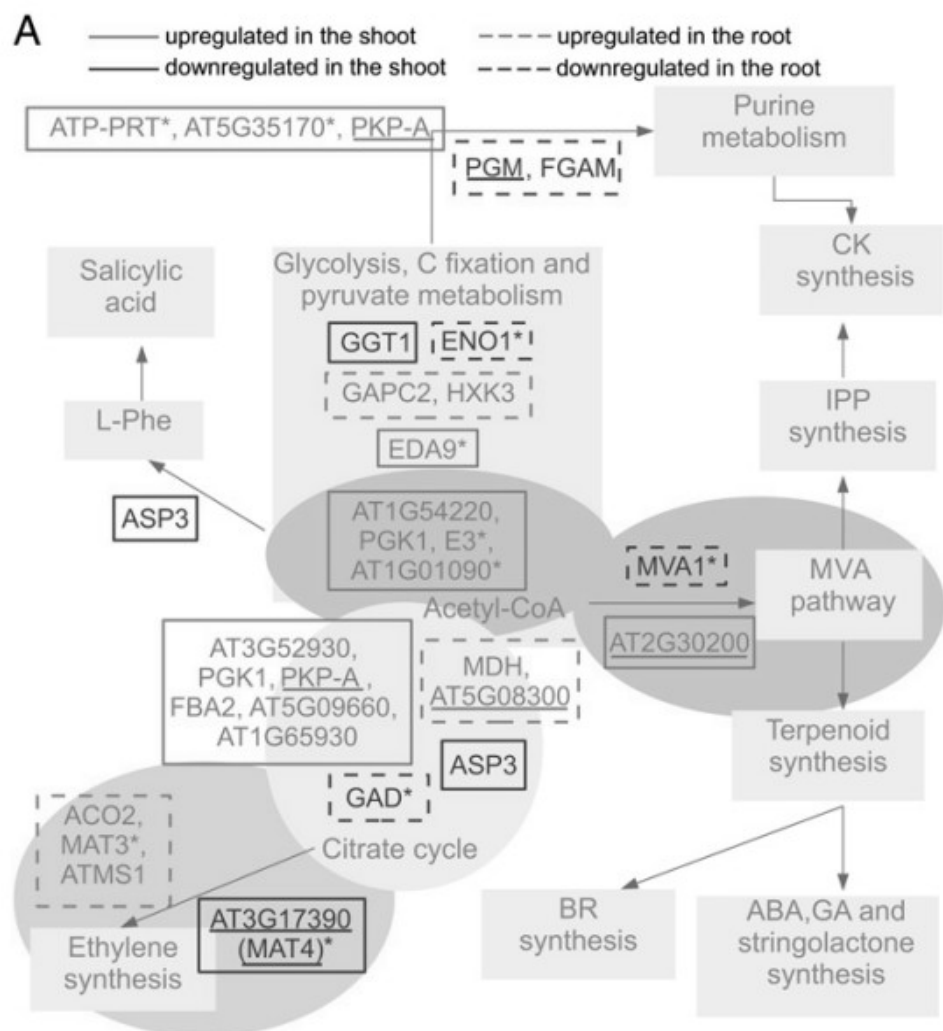 A
upregulated in the shoot
upregulated in the root
downregulated in the shoot
downregulated in the root
ATP-PRT*, AT5G35170*, PKP-A
Purine
metabolism
PGM, FGAM
Salicylic
acid
Glycolysis, C fixation and
pyruvate metabolism
CK
synthesis
GGT1
ENO1*
GAPC2, HXK3
L-Phe
IPP
synthesis
EDA9*
ASP3
AT1G54220,
PGK1, E3*,
AT1G01090*
MVA1*
MVA
pathway
Acetyl-CoA
AT2G30200
AT3G52930,
PGK1, PKP-A,
FBA2, AT5G09660,
AT1G65930
MDH,
AT5G08300
Terpenoid
synthesis
ASP3
GAD*
ACO2,
MAT3*,
ATMS1
Citrate cycle
AT3G17390
(MAT4)*
Ethylene
synthesis
BR
synthesis
ABA,GA and
stringolactone
synthesis